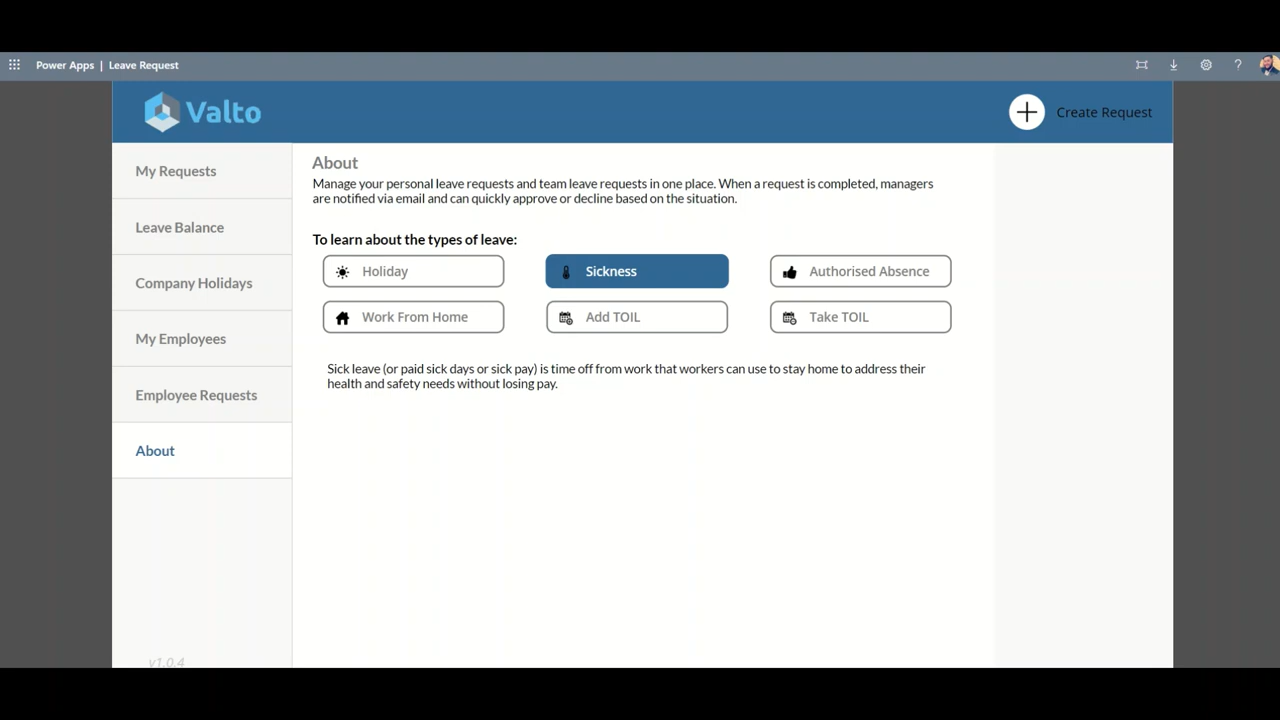 Power Apps | Leave Request
Valto
Create Request
My Requests
Leave Balance
Company Holidays
My Employees
Employee Requests
About
About
Manage your personal leave requests and team leave requests in one place. When a request is completed, managers
are notified via email and can quickly approve or decline based on the situation.
To learn about the types of leave:
Holiday
Sickness
Authorised Absence
Work From Home
Add TOIL
Take TOIL
Sick leave (or paid sick days or sick pay) is time off from work that workers can use to stay home to address their
health and safety needs without losing pay.
v1.0.4